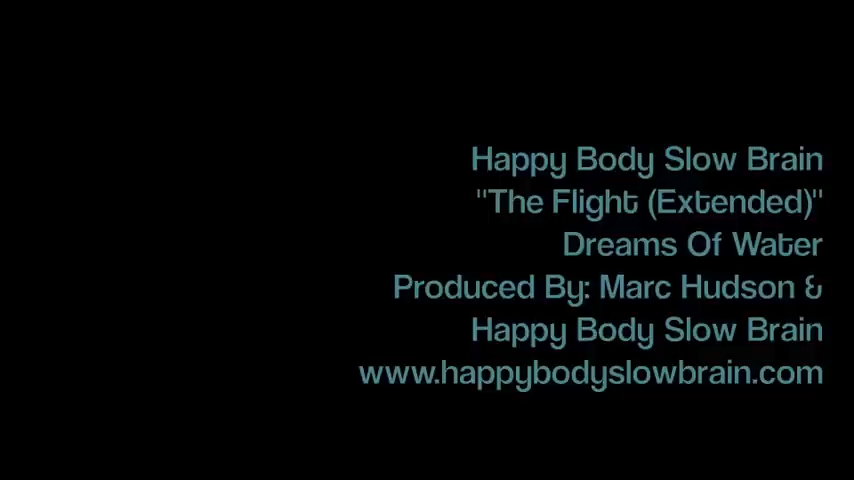 Happy Body Slow Brain
"The Flight (Extended)"
Dreams Of Water
Produced By: Marc Hudson &
Happy Body Slow Brain
www.happybodyslowbrain.com